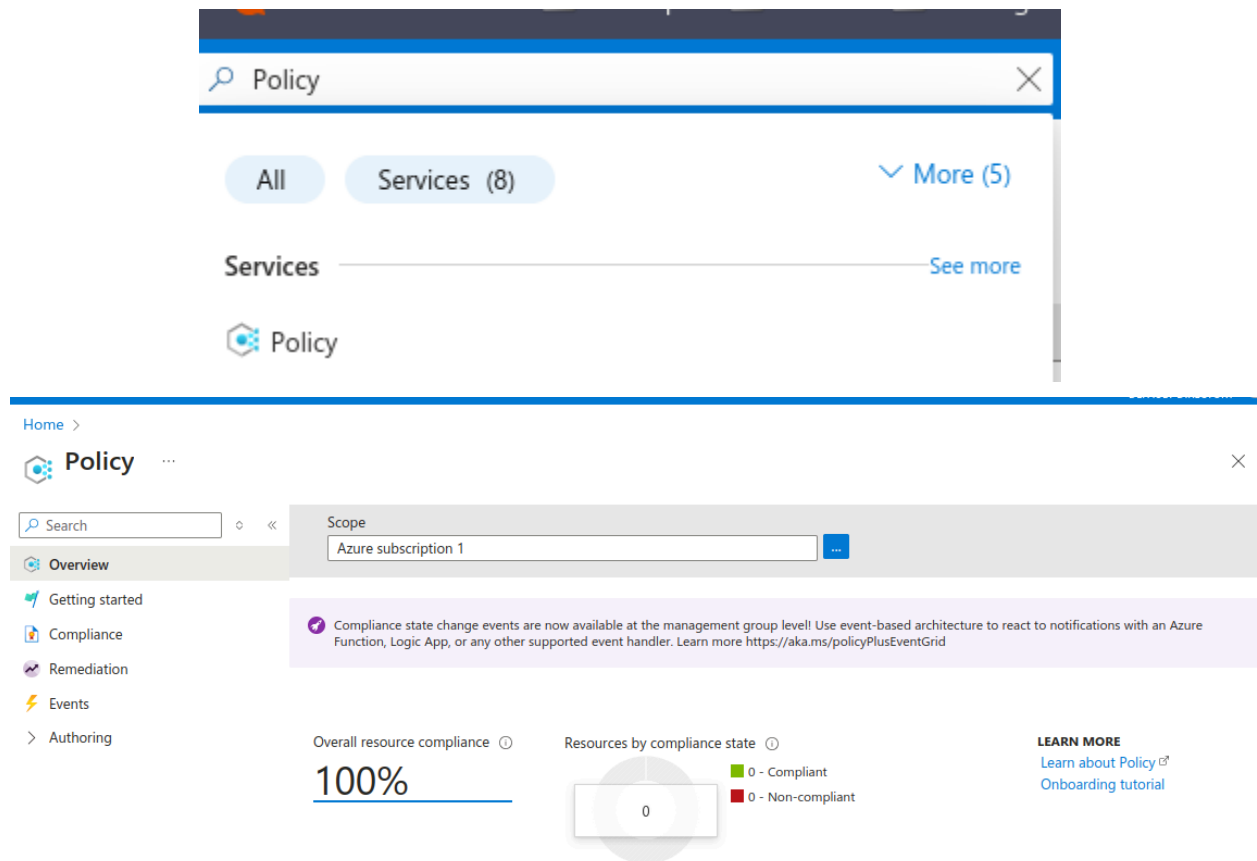 Policy
All
Services (8)
More (5)
Services
See more
Policy
Home >
Policy ...
Search
Overview
Getting started
Compliance
Remediation
Events
Authoring
Scope
Azure subscription 1
...
Compliance state change events are now available at the management group level! Use event-based architecture to react to notifications with an Azure
Function, Logic App, or any other supported event handler. Learn more https://aka.ms/policyPlusEventGrid
Overall resource compliance
100%
Resources by compliance state
0
0 - Compliant
0 - Non-compliant
LEARN MORE
Learn about Policy
Onboarding tutorial